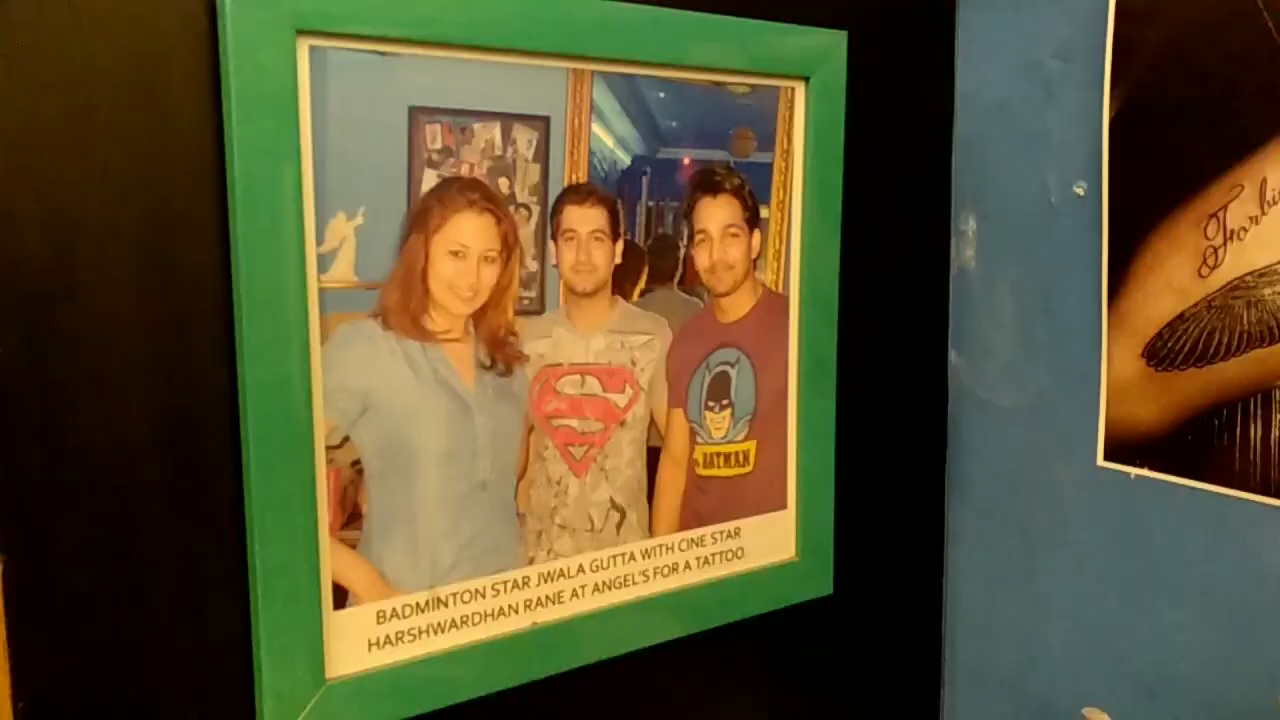 BADMINTON STAR JWALA GUTTA WITH CINE STAR
HARSHWARDHAN RANE AT ANGEL'S FOR A TATTOO
BATMAN